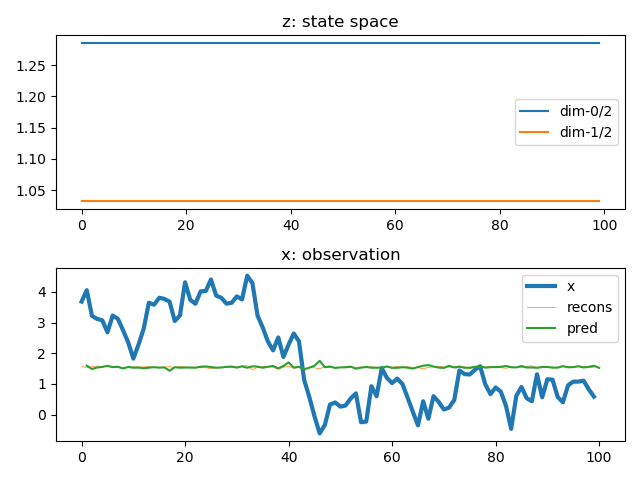 z: state space
1.25
1.20
1.15
1.10
1.05
dim-0/2
dim-1/2
0 20 40 60 80 100
x: observation
4
3
2
1
0
x
recons
pred
0 20 40 60 80 100